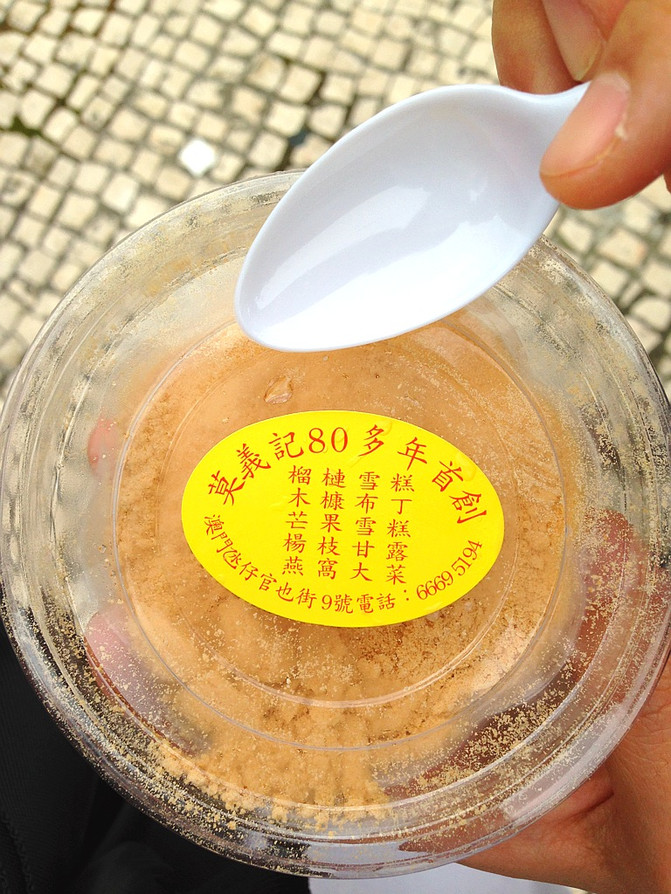 莫義記80多年首創
榴槤雪糕
木糠布丁
芒果雪糕
楊枝甘露
燕窩大菜
澳門氹仔官也街9號電話：6669 5194